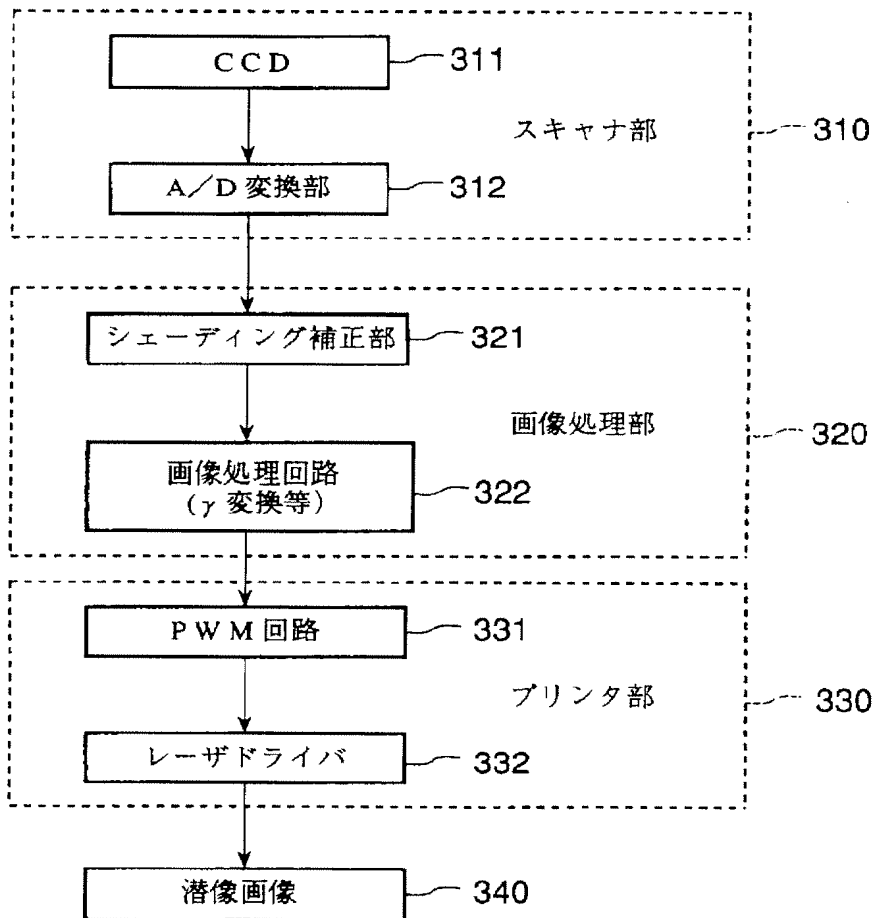 CCD
311
スキャナ部
310
A/D変換部
312
シェーディング補正部
321
画像処理部
320
画像処理回路
(γ変換等)
322
PWM回路
331
プリンタ部
330
レーザドライバ
332
潜像画像
340